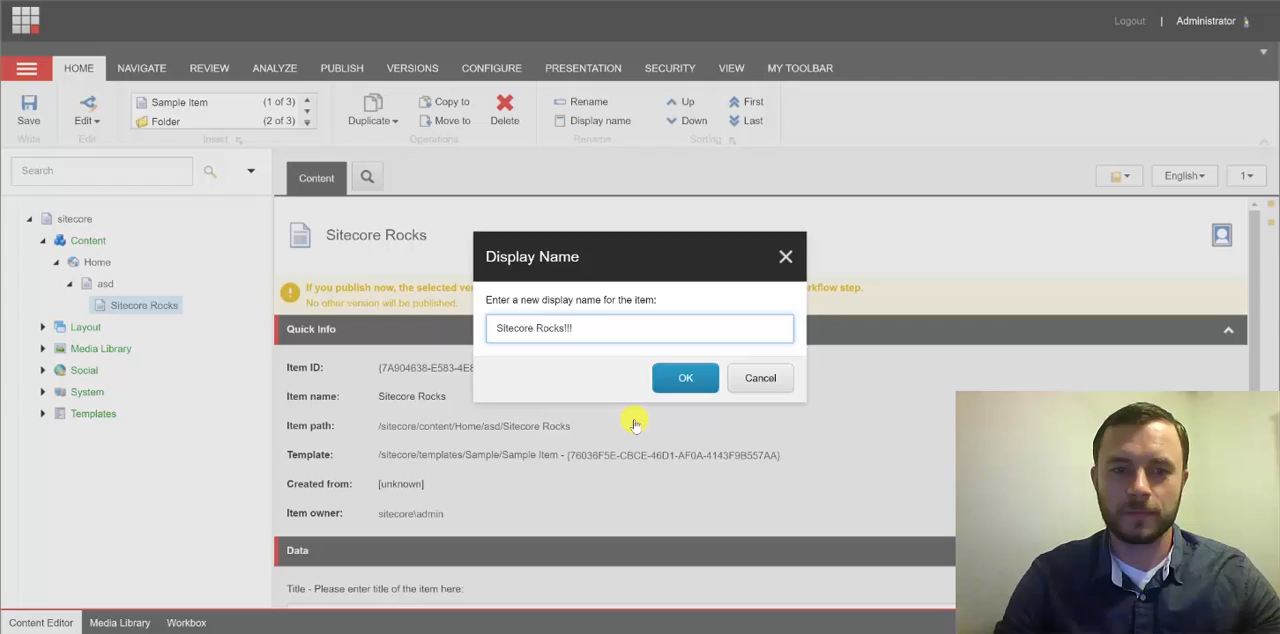 Logout | Administrator
HOME NAVIGATE REVIEW ANALYZE PUBLISH VERSIONS CONFIGURE PRESENTATION SECURITY VIEW MY TOOLBAR
Sample Item (1 of 3) Copy to Rename Up First
Save Edit Folder (2 of 3) Duplicate Move to Delete Display name Down Last
Write Edit Insert Operations Rename Sorting
Search Content English 1
sitecore
Content
Home
asd
Sitecore Rocks
Layout
Media Library
Social
System
Templates
Sitecore Rocks
If you publish now, the selected ve
rkflow step.
No other version will be published.
Quick Info
Item ID: {7A904638-E583-4E8
Item name: Sitecore Rocks
Item path: /sitecore/content/Home/asd/Sitecore Rocks
Template: /sitecore/templates/Sample/Sample Item - {76036F5E-CBCE-46D1-AF0A-4143F9B557AA}
Created from: [unknown]
Item owner: sitecore\admin
Data
Title - Please enter title of the item here:
Display Name
Enter a new display name for the item:
Sitecore Rocks!!!
OK Cancel
Content Editor Media Library Workbox